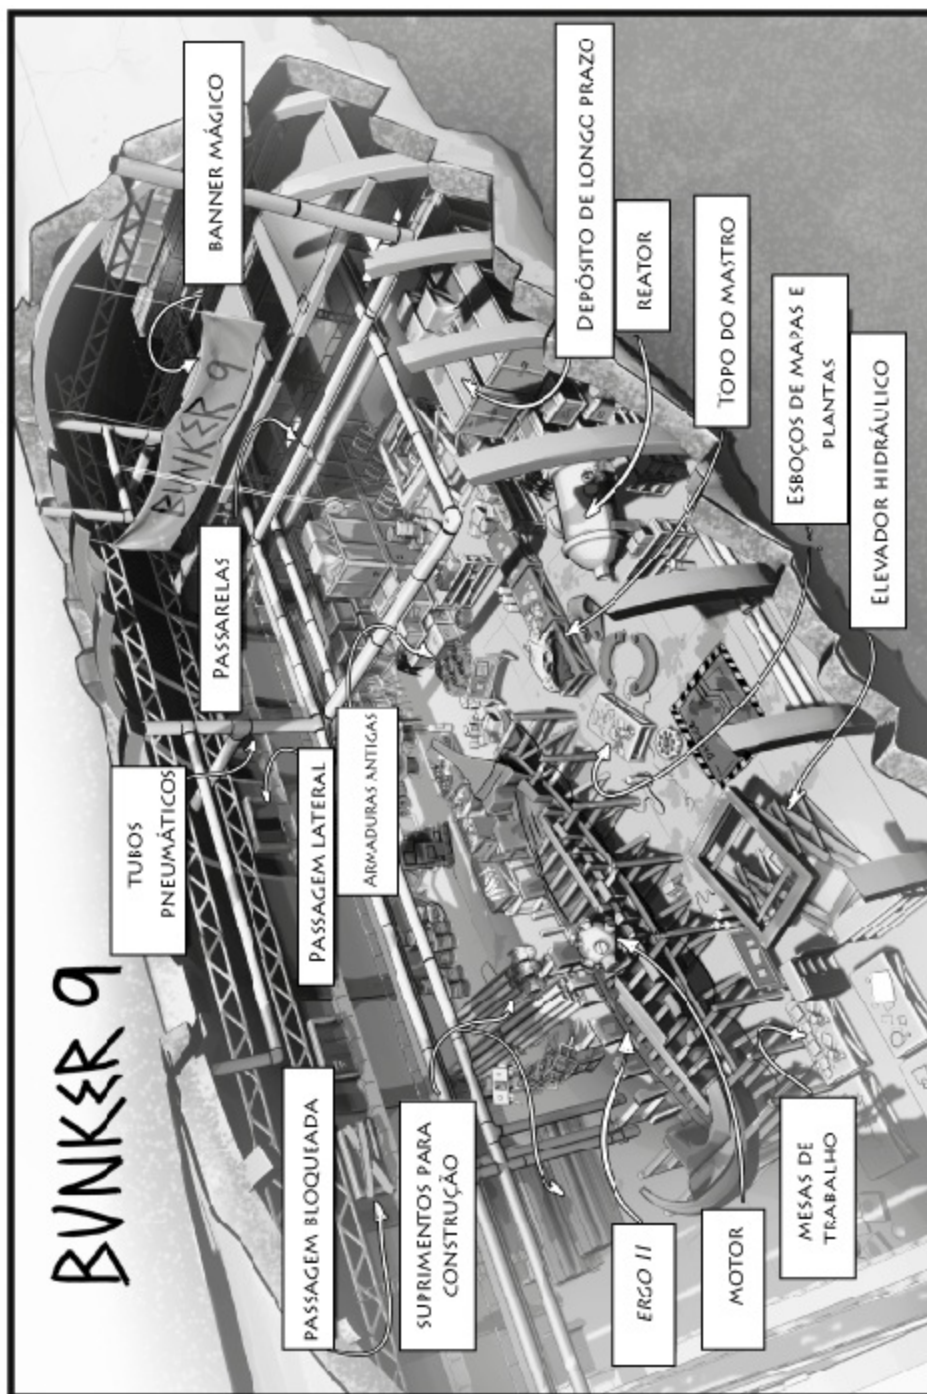 BUNKER 9
BANNER MÁGICO
BUNKER 9
PASSARELAS
TUBOS
PNEUMÁTICOS
PASSAGEM LATERAL
ARMADURAS ANTIGAS
PASSAGEM BLOQUEADA
SUPRIMENTOS PARA
CONSTRUÇÃO
ERGO II
MOTOR
MESAS DE
TRABALHO
DEPÓSITO DE LONGC PRAZO
REATOR
TOPO DO MASTRO
ESBOÇOS DE MAPAS E
PLANTAS
ELEVADOR HIDRÁULICO